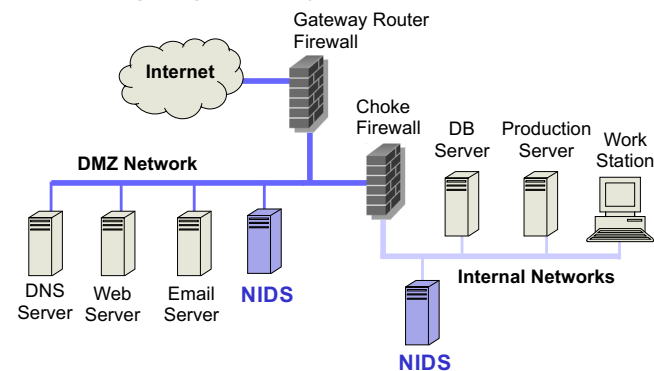 Gateway Router
Firewall
Internet
Choke
Firewall
DB
Server
Production
Server
Work
Station
DMZ Network
DNS
Server
Web
Server
Email
Server
NIDS
Internal Networks
NIDS